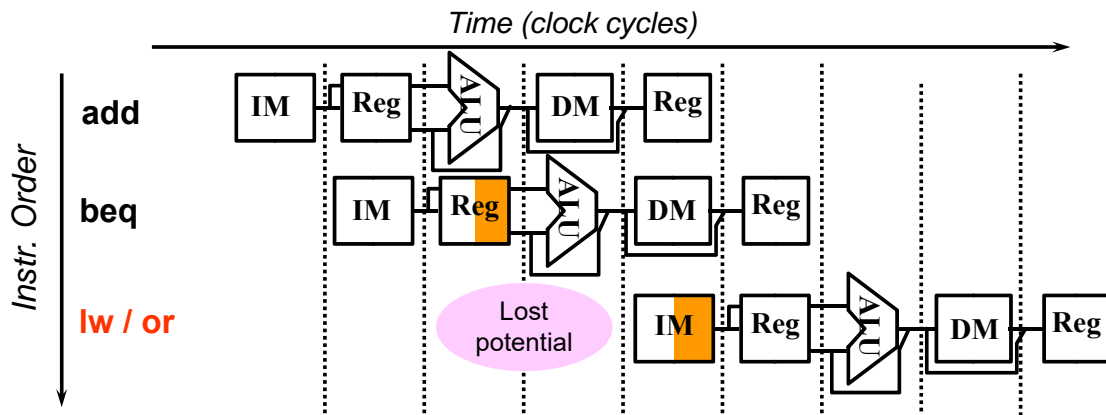 Time (clock cycles)
Instr. Order
add
IM
Reg
ALU
DM
Reg
beq
IM
Reg
ALU
DM
Reg
lw / or
Lost
potential
IM
Reg
ALU
DM
Reg